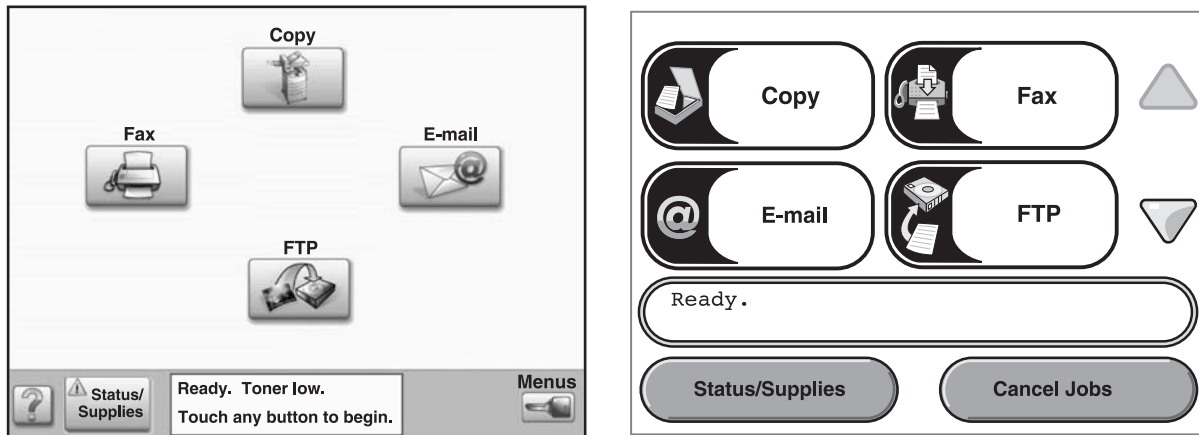 Copy
Fax
E-mail
FTP
Status/
Supplies
Ready. Toner low.
Touch any button to begin.
Menus
Copy
Fax
E-mail
FTP
Ready.
Status/Supplies
Cancel Jobs